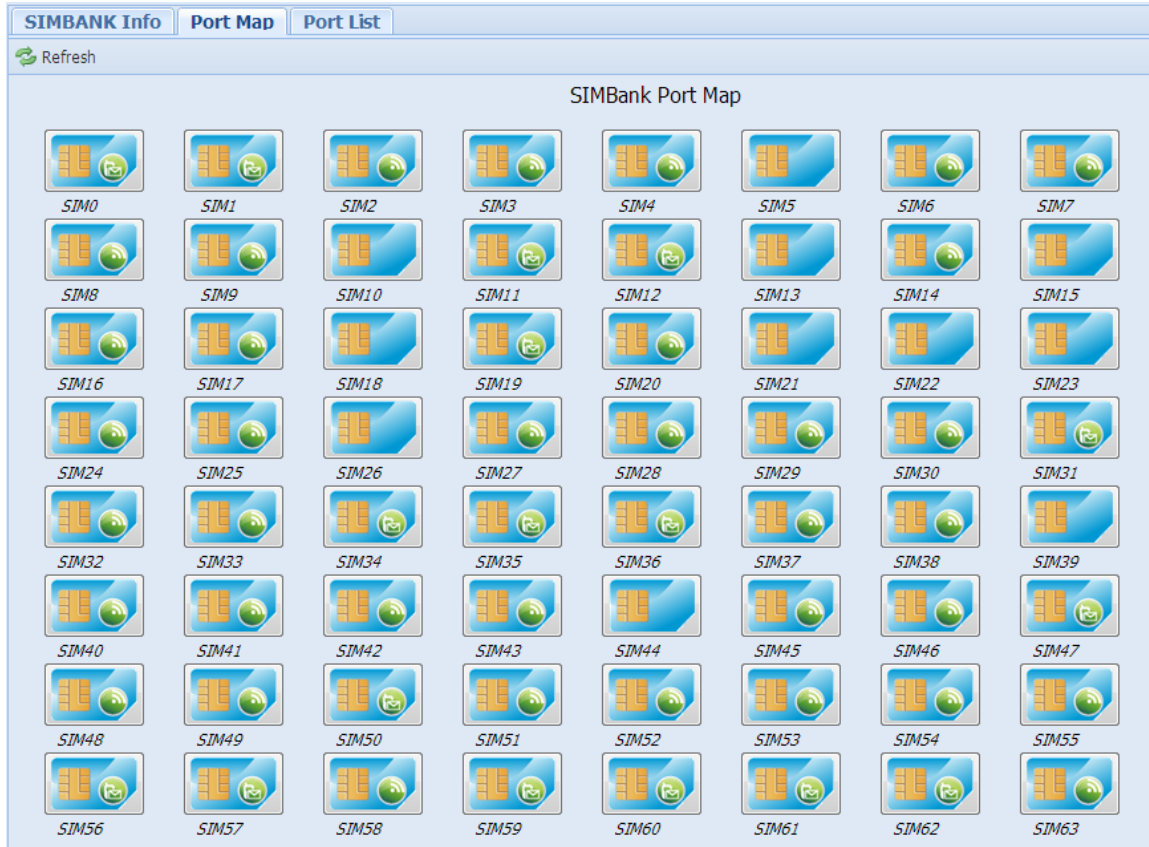 SIMBANK Info Port Map Port List
Refresh
SIMBank Port Map
SIM0 SIM1 SIM2 SIM3 SIM4 SIM5 SIM6 SIM7
SIM8 SIM9 SIM10 SIM11 SIM12 SIM13 SIM14 SIM15
SIM16 SIM17 SIM18 SIM19 SIM20 SIM21 SIM22 SIM23
SIM24 SIM25 SIM26 SIM27 SIM28 SIM29 SIM30 SIM31
SIM32 SIM33 SIM34 SIM35 SIM36 SIM37 SIM38 SIM39
SIM40 SIM41 SIM42 SIM43 SIM44 SIM45 SIM46 SIM47
SIM48 SIM49 SIM50 SIM51 SIM52 SIM53 SIM54 SIM55
SIM56 SIM57 SIM58 SIM59 SIM60 SIM61 SIM62 SIM63